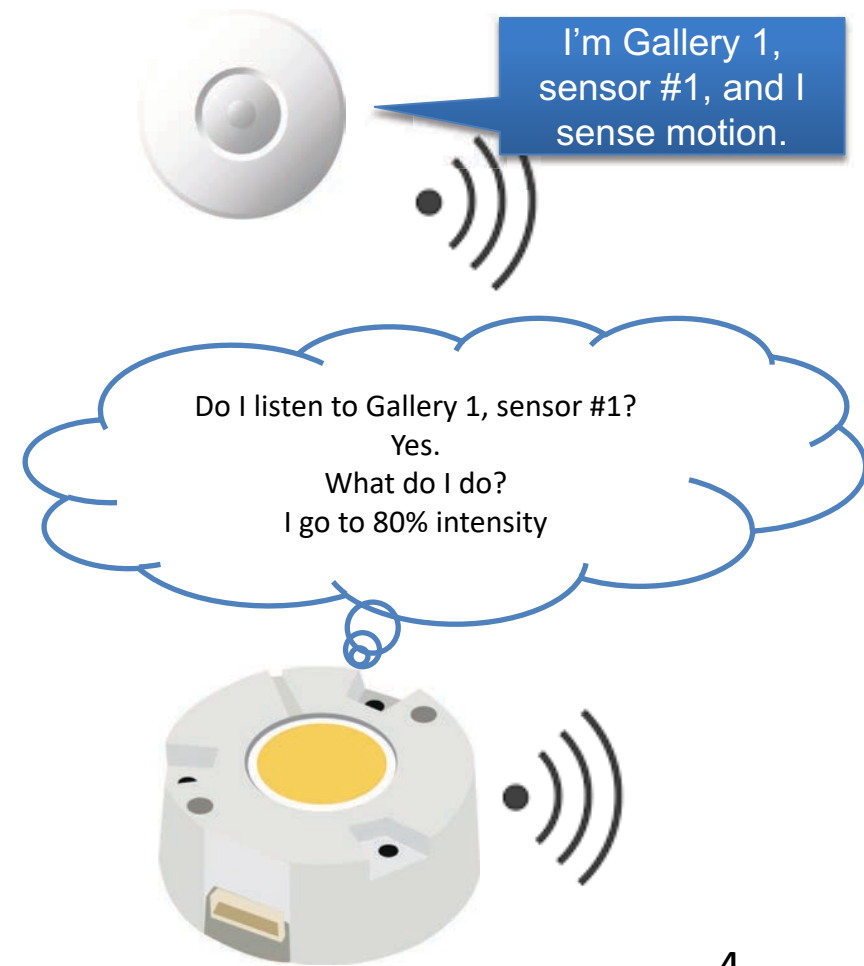 I’m Gallery 1,
sensor #1, and I
sense motion.
Do I listen to Gallery 1, sensor #1?
Yes.
What do I do?
I go to 80% intensity
4